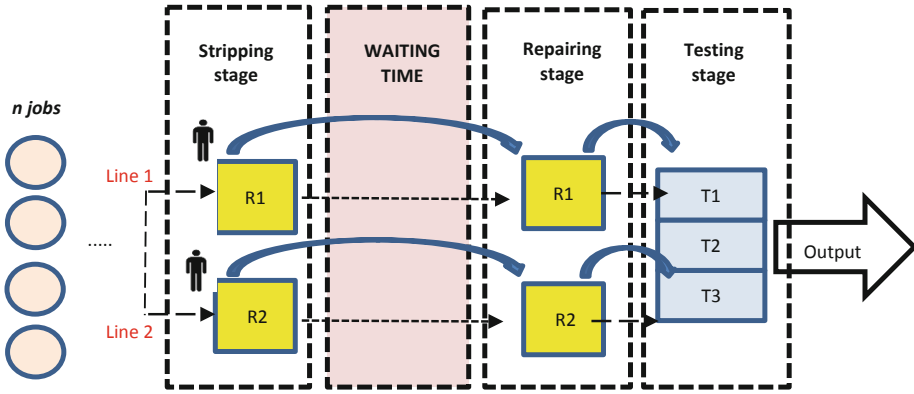 Stripping
stage
WAITING
TIME
Repairing
stage
Testing
stage
n jobs
Line 1
R1
R1
T1
T2
.....
Output
R2
R2
T3
Line 2